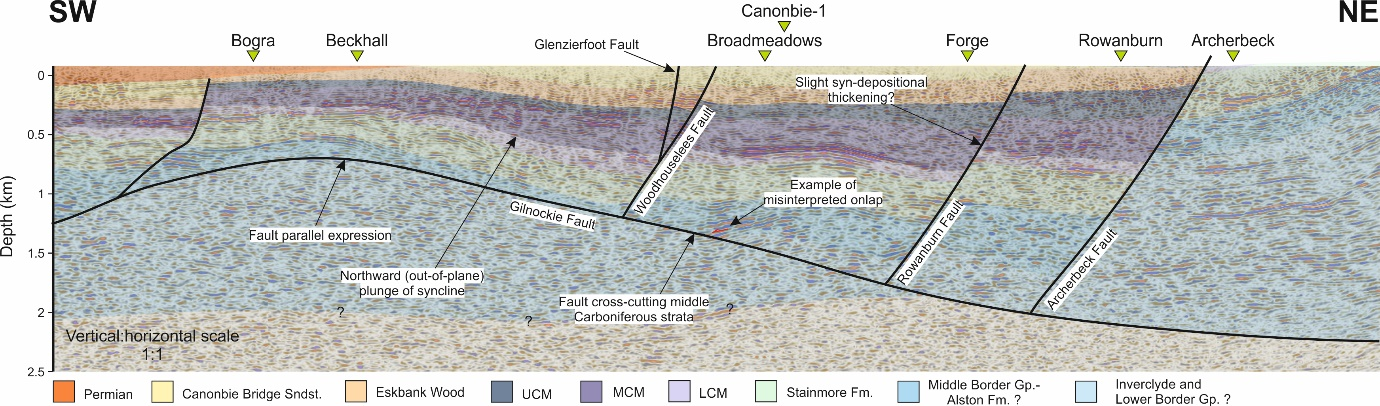 SW
NE
Canonbie-1
Bogra
Beckhall
Glenzierfoot Fault
Broadmeadows
Forge
Rowanburn
Archerbeck
Slight syn-depositional
thickening?
Woodhouselees Fault
Example of
misinterpreted onlap
Gilnockie Fault
Fault parallel expression
Rowanburn Fault
Archerbeck Fault
Northward (out-of-plane)
plunge of syncline
Fault cross-cutting middle
Carboniferous strata
?
?
?
Vertical:horizontal scale
1:1
Depth (km)
0
0.5
1
1.5
2
2.5
Permian
Canonbie Bridge Sndst.
Eskbank Wood
UCM
MCM
LCM
Stainmore Fm.
Middle Border Gp.-
Alston Fm. ?
Inverclyde and
Lower Border Gp. ?